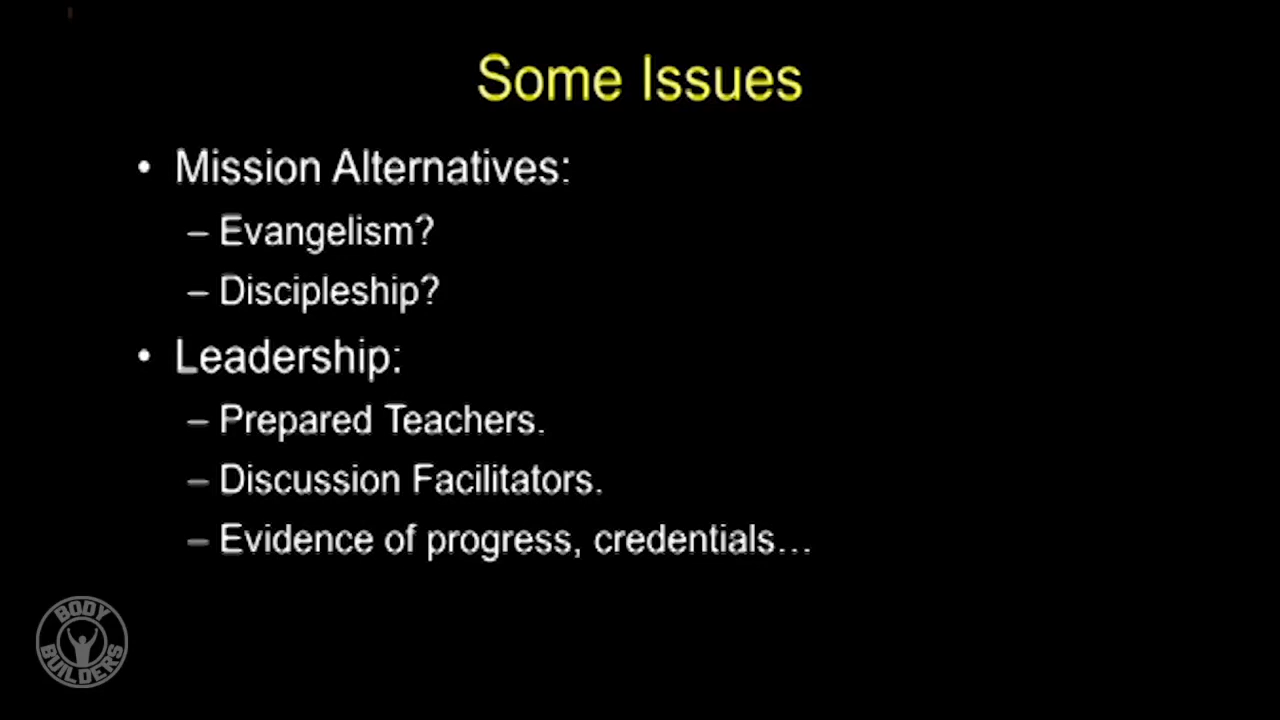 Some Issues
• Mission Alternatives:
– Evangelism?
– Discipleship?
• Leadership:
– Prepared Teachers.
– Discussion Facilitators.
– Evidence of progress, credentials…
BODY
BUILDERS